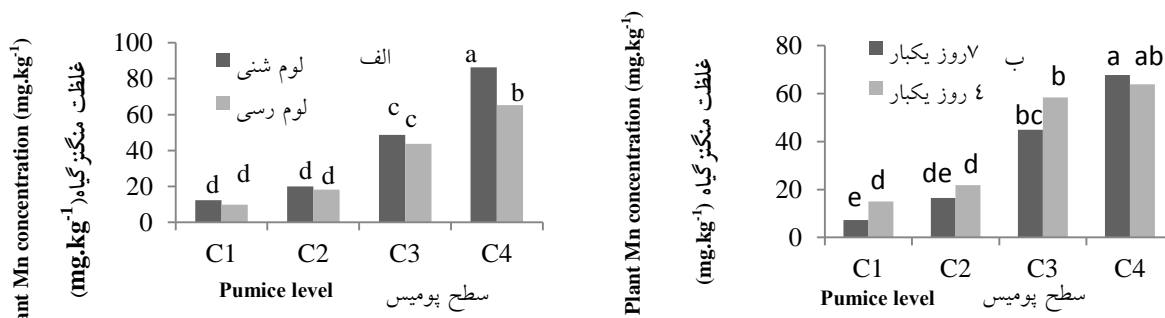 ant Mn concentration (mg.kg-1)
غلظت منگنز گیاه (mg.kg-1)
100
80
60
40
20
0
الف
لوم شنی
لوم رسی
d d
d d
c c
a b
C1 C2 C3 C4
Pumice level سطح پومیس
Plant Mn concentration (mg.kg-1)
غلظت منگنز گیاه (mg.kg-1)
80
60
40
20
0
ب
۷روز یکبار
٤ روز یکبار
e d
de d
bc b
a ab
C1 C2 C3 C4
Pumice level سطح پومیس